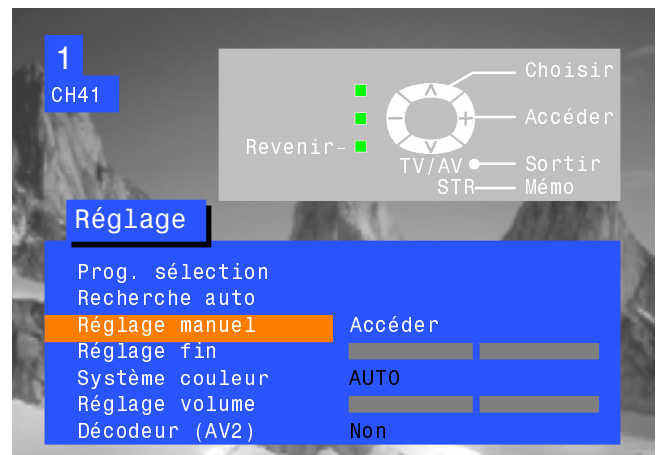 1
CH41
Choisir
Accéder
Revenir
TV/AV Sortir
STR Mémo
Réglage
Prog. sélection
Recherche auto
Réglage manuel Accéder
Réglage fin
Système couleur AUTO
Réglage volume
Décodeur (AV2) Non